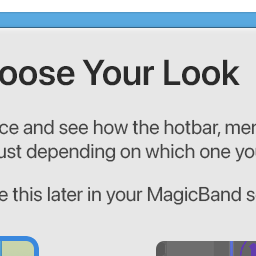 oose Your Look
ce and see how the hotbar, mer
ust depending on which one yo
e this later in your MagicBand s